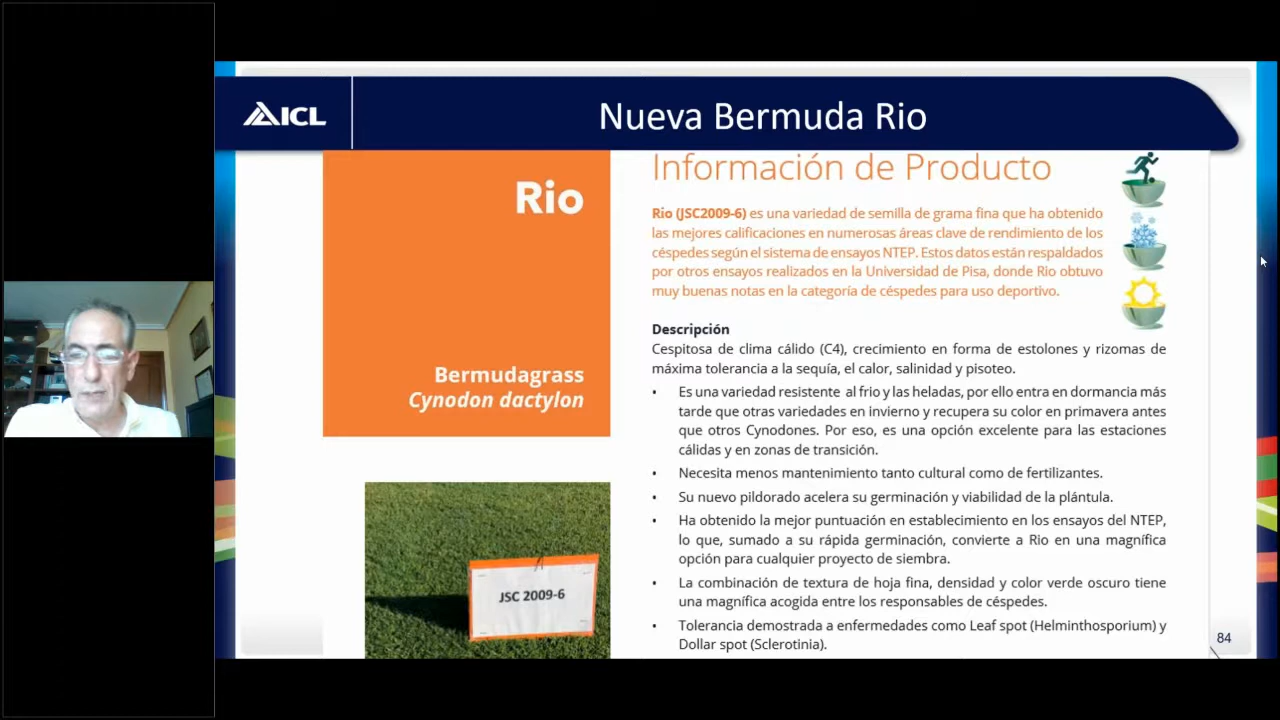 ICL
Nueva Bermuda Rio
Rio
Bermudagrass
Cynodon dactylon
JSC 2009-6
Información de Producto
Rio (JSC2009-6) es una variedad de semilla de grama fina que ha obtenido
las mejores calificaciones en numerosas áreas clave de rendimiento de los
céspedes según el sistema de ensayos NTEP. Estos datos están respaldados
por otros ensayos realizados en la Universidad de Pisa, donde Rio obtuvo
muy buenas notas en la categoría de céspedes para uso deportivo.
Descripción
Cespitosa de clima cálido (C4), crecimiento en forma de estolones y rizomas de
máxima tolerancia a la sequía, el calor, salinidad y pisoteo.
• Es una variedad resistente al frio y las heladas, por ello entra en dormancia más
tarde que otras variedades en invierno y recupera su color en primavera antes
que otros Cynodones. Por eso, es una opción excelente para las estaciones
cálidas y en zonas de transición.
• Necesita menos mantenimiento tanto cultural como de fertilizantes.
• Su nuevo pildorado acelera su germinación y viabilidad de la plántula.
• Ha obtenido la mejor puntuación en establecimiento en los ensayos del NTEP,
lo que, sumado a su rápida germinación, convierte a Rio en una magnífica
opción para cualquier proyecto de siembra.
• La combinación de textura de hoja fina, densidad y color verde oscuro tiene
una magnífica acogida entre los responsables de céspedes.
• Tolerancia demostrada a enfermedades como Leaf spot (Helminthosporium) y
Dollar spot (Sclerotinia).
84